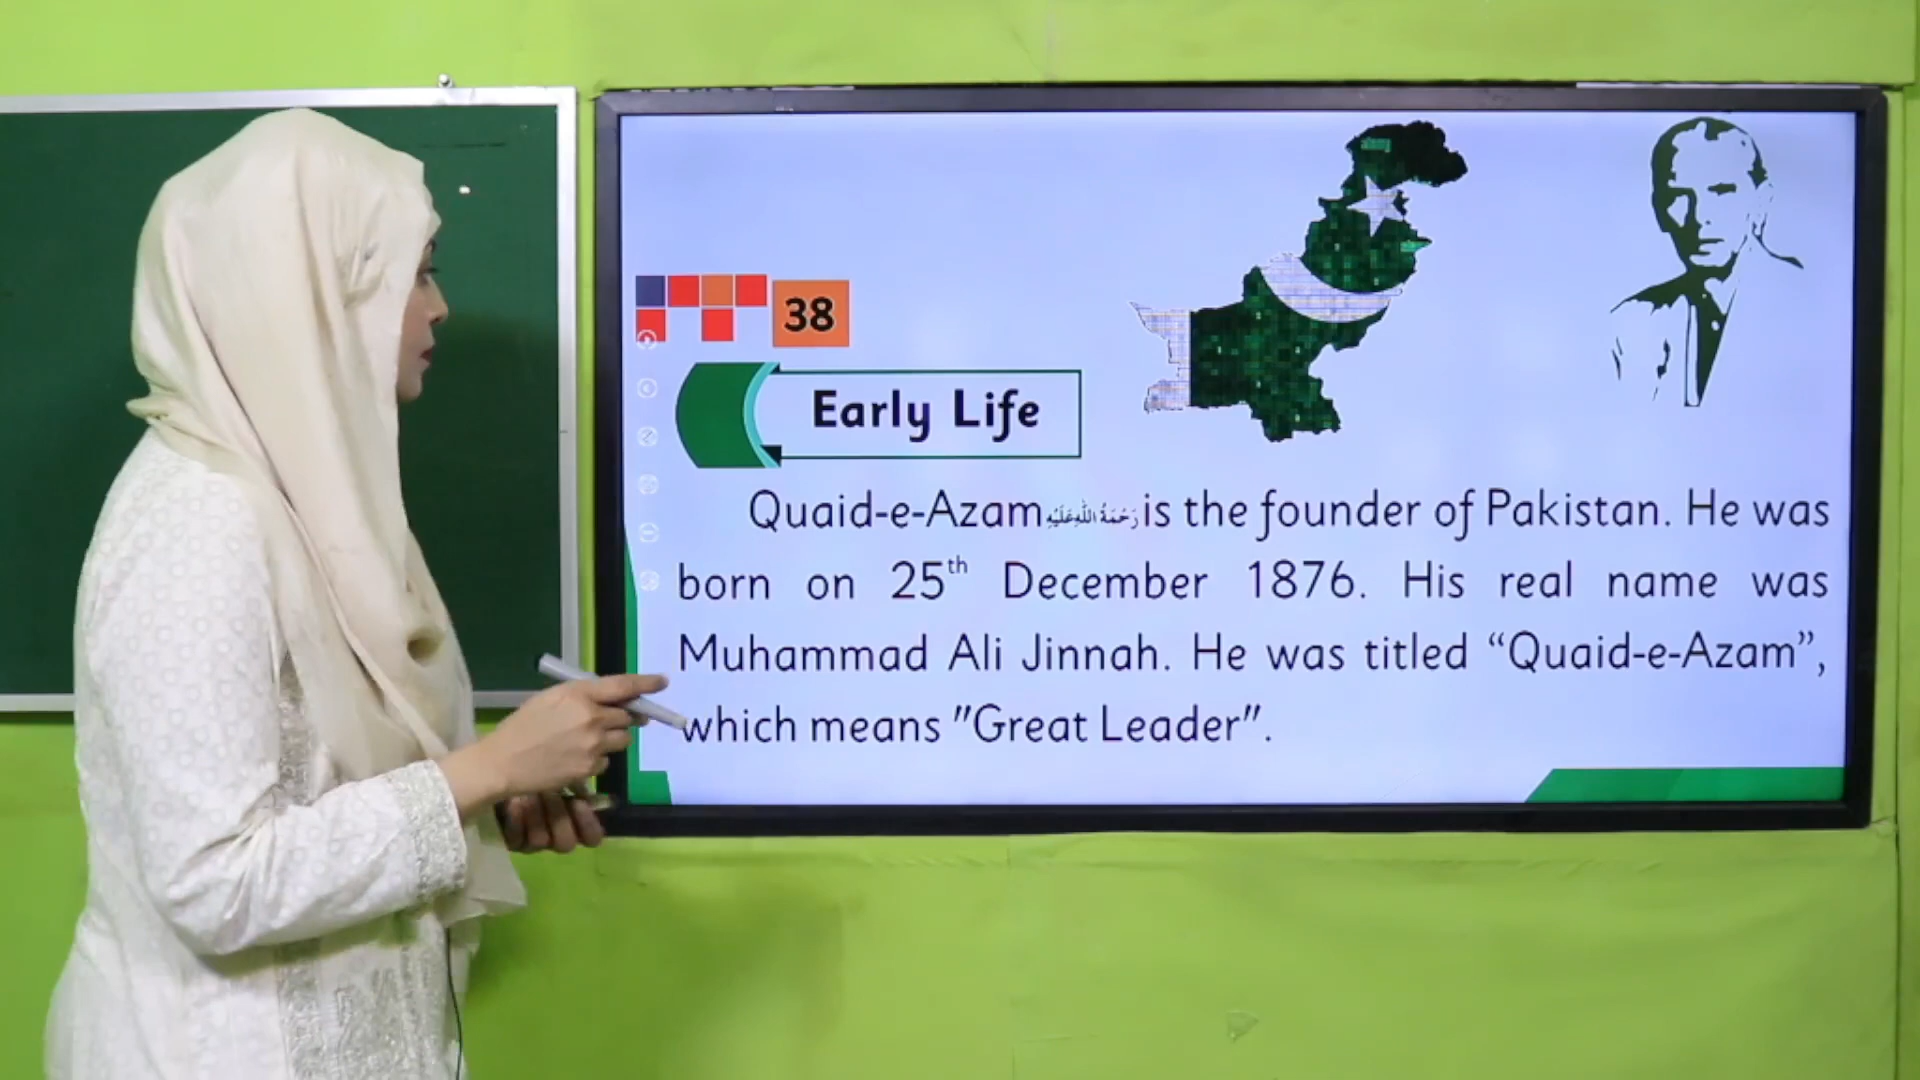 38
Early Life
Quaid-e-Azam رَحْمَةُ اللّٰهِ عَلَيْهِ is the founder of Pakistan. He was
born on 25th December 1876. His real name was
Muhammad Ali Jinnah. He was titled “Quaid-e-Azam”,
which means "Great Leader".